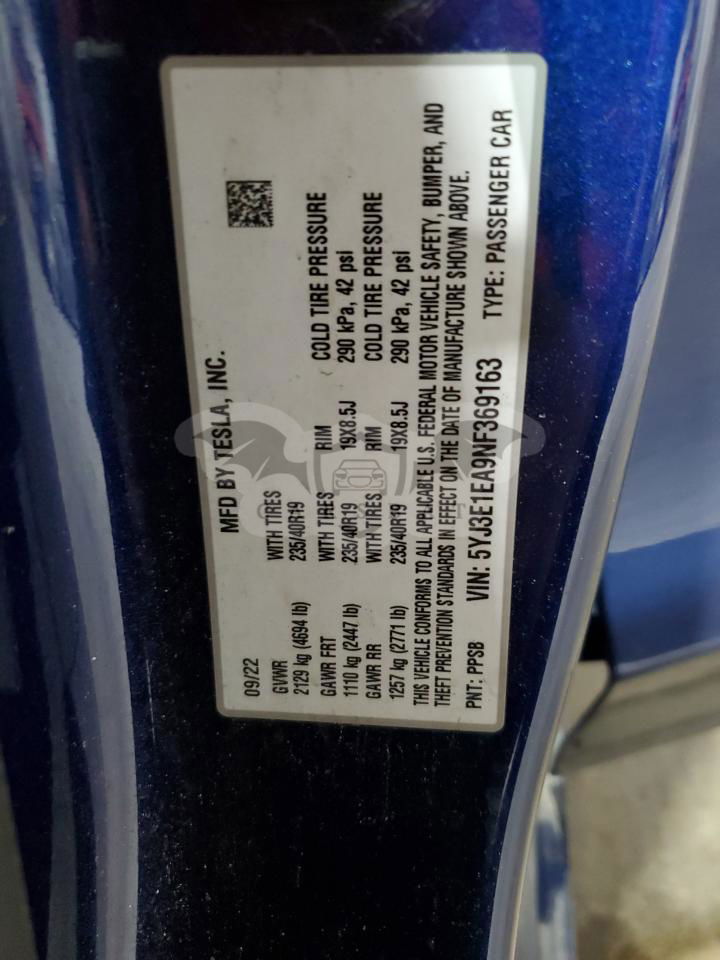 MFD BY TESLA, INC.
09/22
GVWR WITH TIRES RIM COLD TIRE PRESSURE
2129 kg (4694 lb) 235/40R19 19X8.5J 290 kPa, 42 psi
GAWR FRT WITH TIRES RIM COLD TIRE PRESSURE
1110 kg (2447 lb) 235/40R19 19X8.5J 290 kPa, 42 psi
GAWR RR WITH TIRES
1257 kg (2771 lb) 235/40R19
THIS VEHICLE CONFORMS TO ALL APPLICABLE U.S. FEDERAL MOTOR VEHICLE SAFETY, BUMPER, AND
THEFT PREVENTION STANDARDS IN EFFECT ON THE DATE OF MANUFACTURE SHOWN ABOVE.
PNT: PPSB VIN: 5YJ3E1EA9NF369163 TYPE: PASSENGER CAR